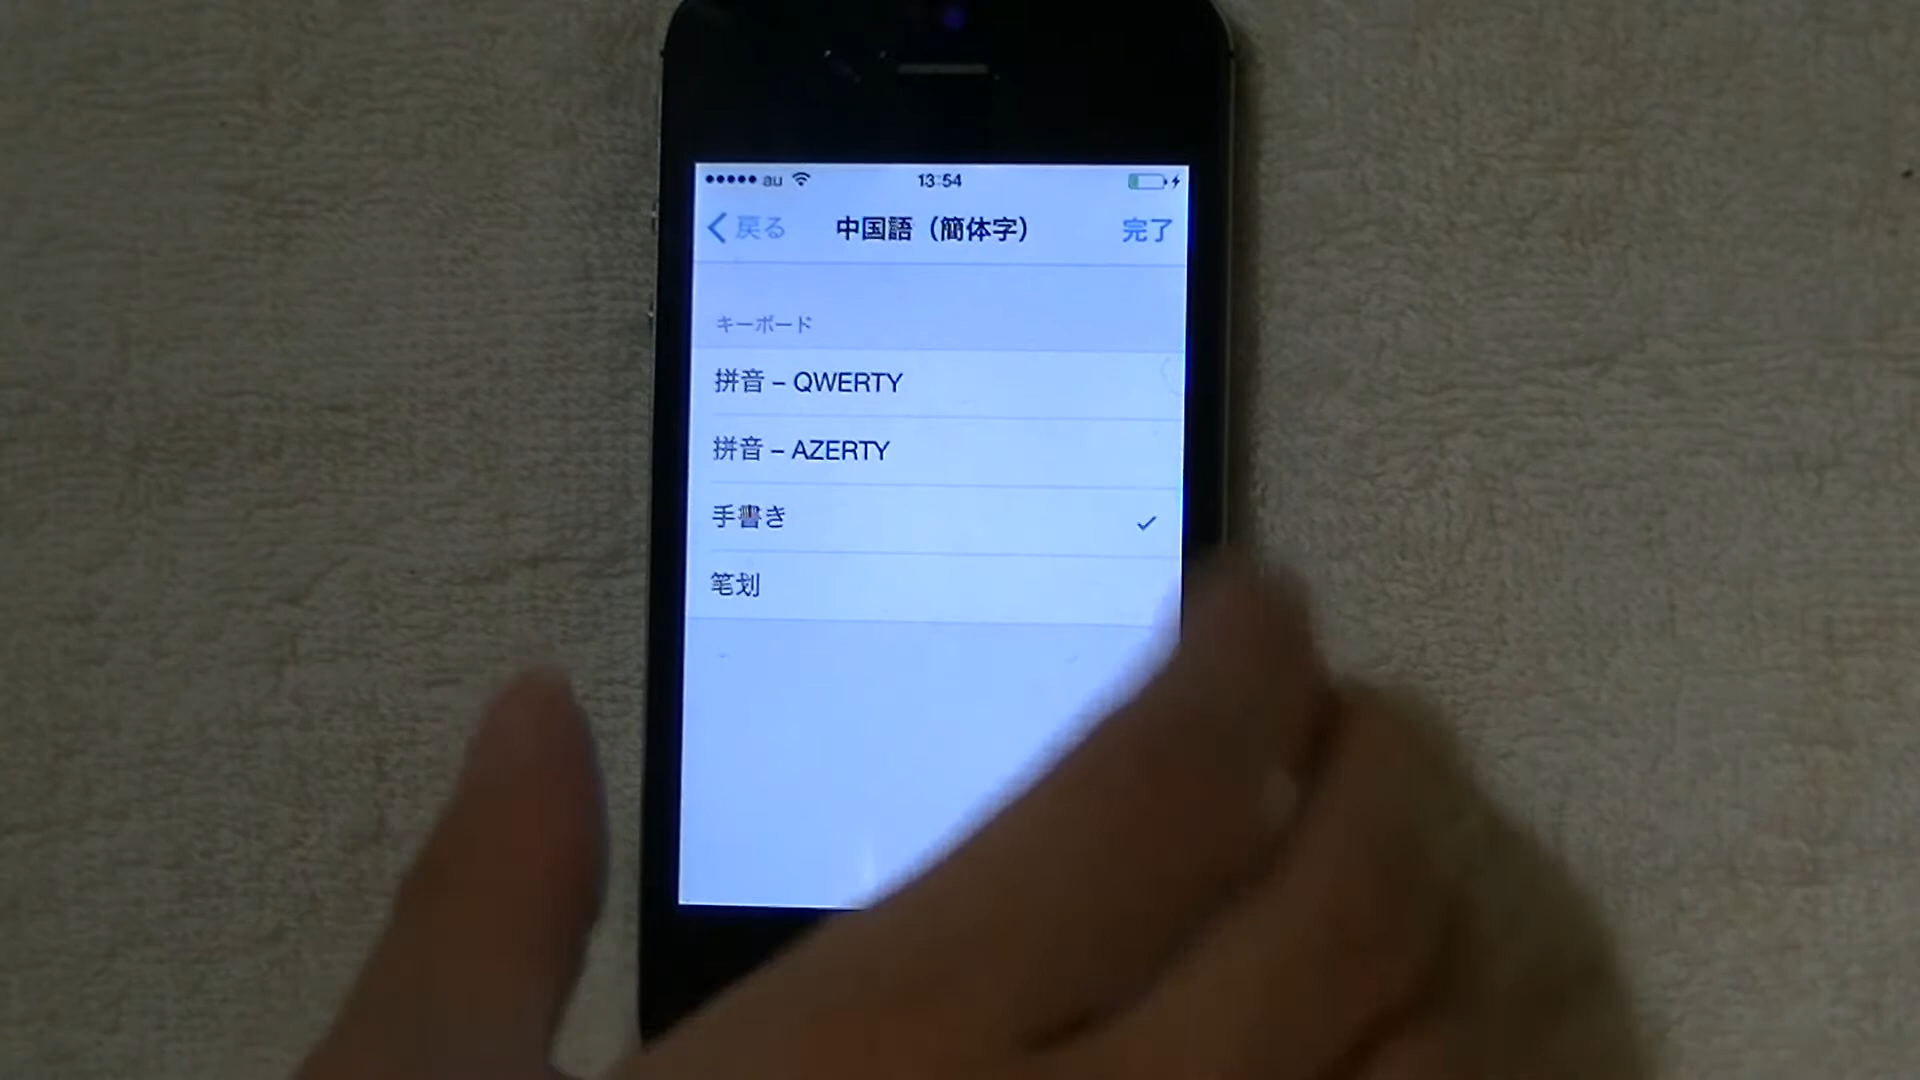 au 13:54
戻る 中国語（簡体字） 完了
キーボード
拼音 – QWERTY
拼音 – AZERTY
手書き
笔划